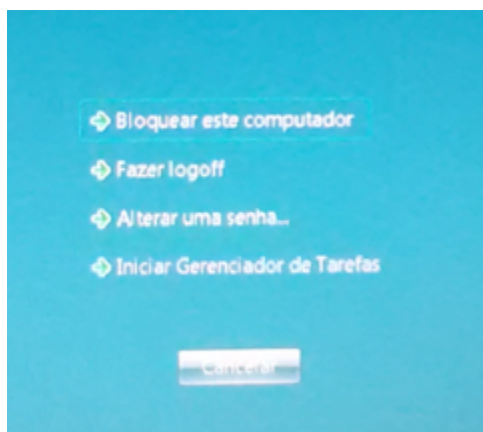 Bloquear este computador
Fazer logoff
Alterar uma senha...
Iniciar Gerenciador de Tarefas
Cancelar